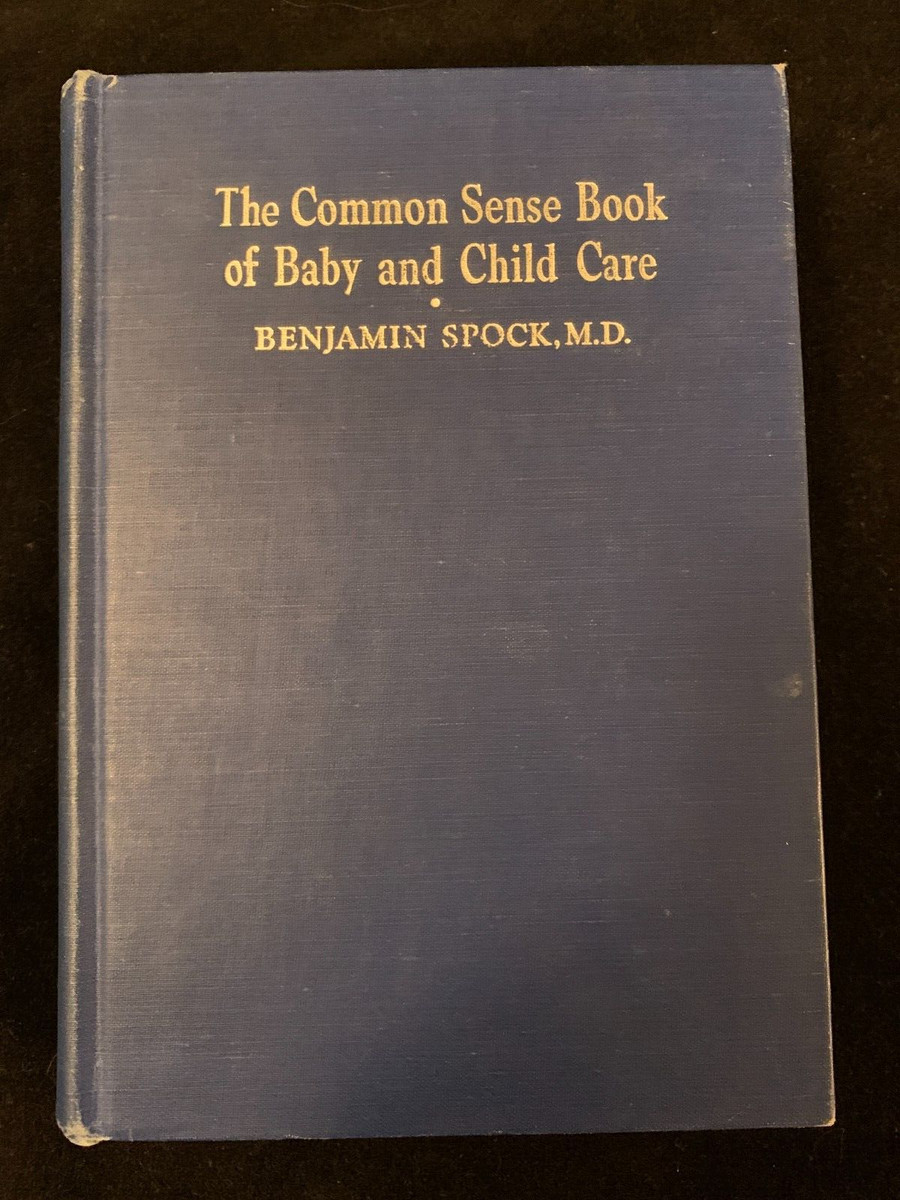 The Common Sense Book
of Baby and Child Care
•
BENJAMIN SPOCK, M.D.